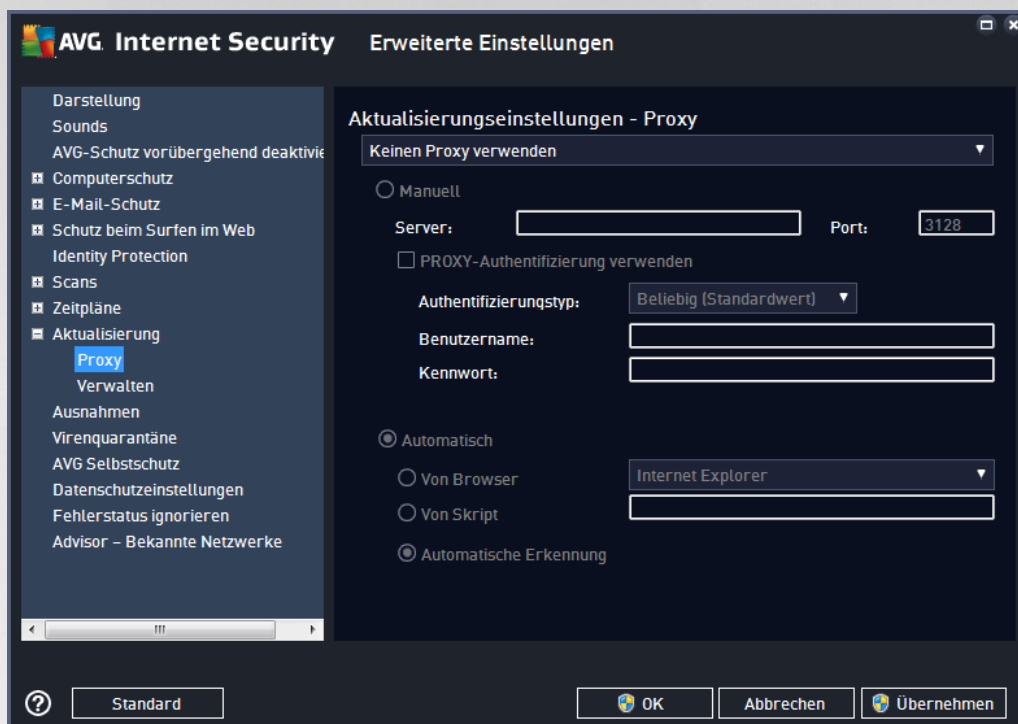 AVG. Internet Security Erweiterte Einstellungen
Darstellung
Sounds
AVG-Schutz vorübergehend deaktivie
Computerschutz
E-Mail-Schutz
Schutz beim Surfen im Web
Identity Protection
Scans
Zeitpläne
Aktualisierung
Proxy
Verwalten
Ausnahmen
Virenquarantäne
AVG Selbstschutz
Datenschutzeinstellungen
Fehlerstatus ignorieren
Advisor – Bekannte Netzwerke
Aktualisierungseinstellungen - Proxy
Keinen Proxy verwenden
Manuell
Server: Port: 3128
PROXY-Authentifizierung verwenden
Authentifizierungstyp: Beliebig (Standardwert)
Benutzername:
Kennwort:
Automatisch
Von Browser Internet Explorer
Von Skript
Automatische Erkennung
? Standard OK Abbrechen Übernehmen